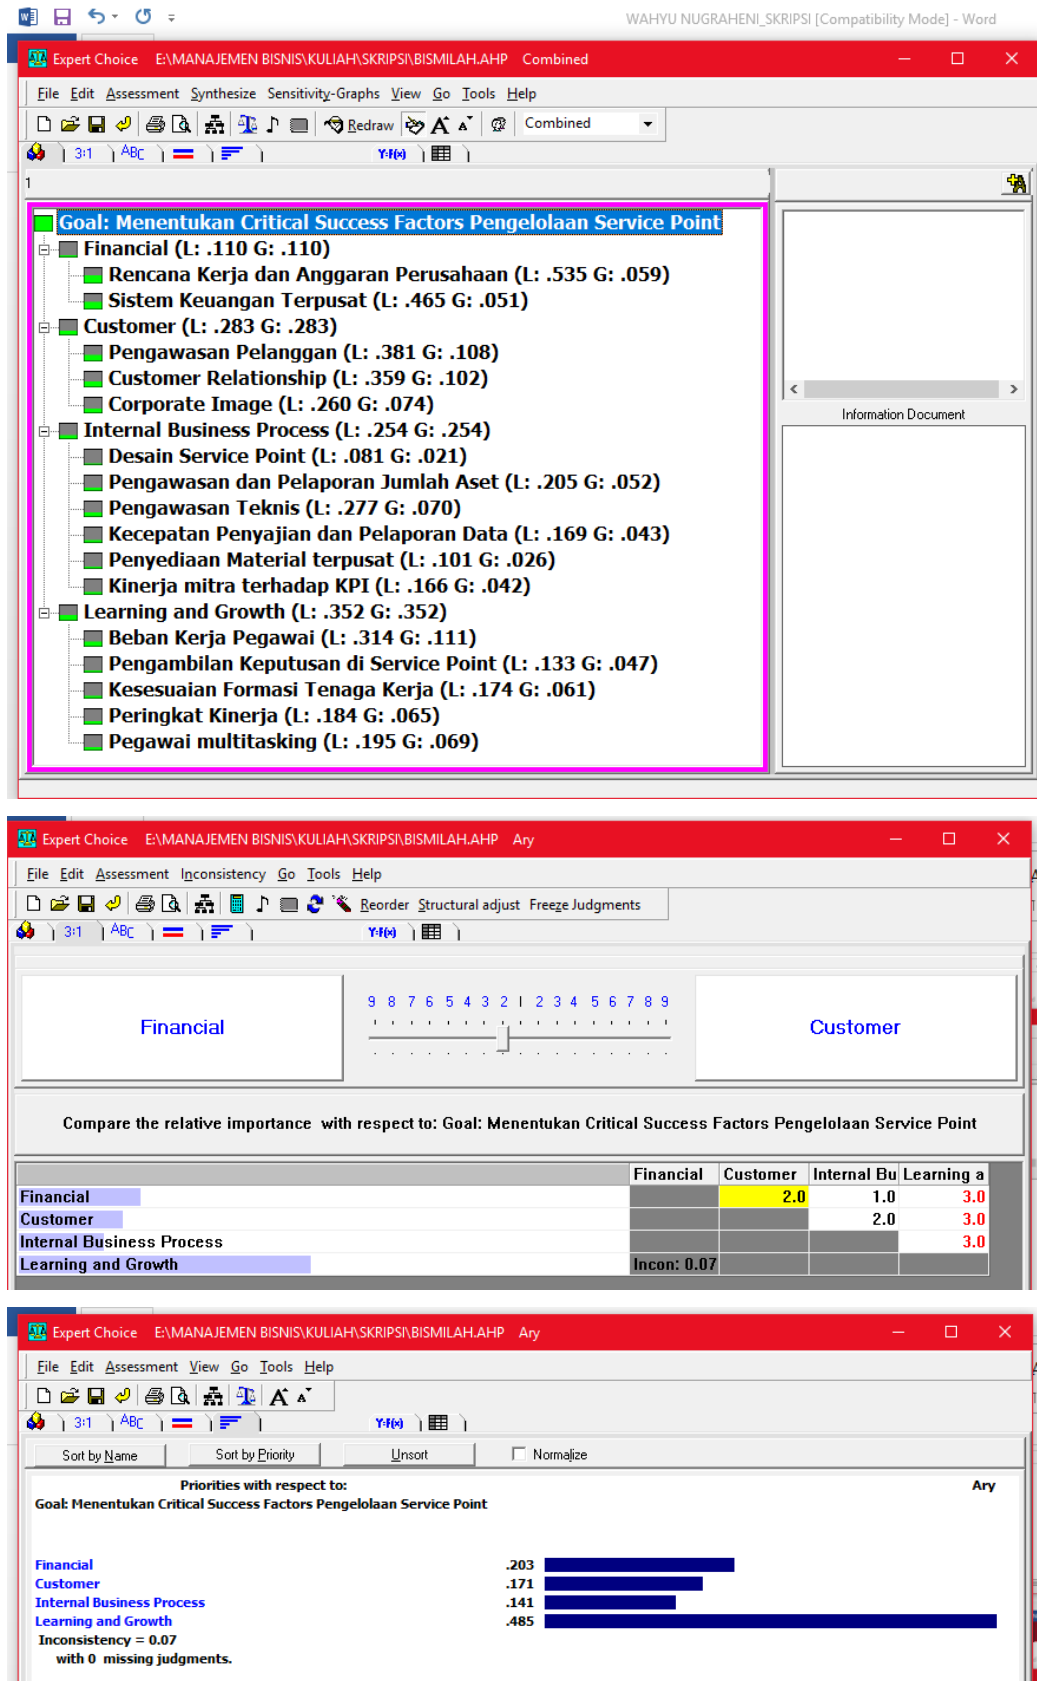 WAHYU NUGRAHENI_SKRIPSI [Compatibility Mode] - Word
Expert Choice E:\MANAJEMEN BISNIS\KULIAH\SKRIPSI\BISMILAH.AHP Combined
File Edit Assessment Synthesize Sensitivity-Graphs View Go Tools Help
Redraw A A Combined
3:1 ABC Y=F(x)
1
Goal: Menentukan Critical Success Factors Pengelolaan Service Point
Financial (L: .110 G: .110)
Rencana Kerja dan Anggaran Perusahaan (L: .535 G: .059)
Sistem Keuangan Terpusat (L: .465 G: .051)
Customer (L: .283 G: .283)
Pengawasan Pelanggan (L: .381 G: .108)
Customer Relationship (L: .359 G: .102)
Corporate Image (L: .260 G: .074)
Information Document
Internal Business Process (L: .254 G: .254)
Desain Service Point (L: .081 G: .021)
Pengawasan dan Pelaporan Jumlah Aset (L: .205 G: .052)
Pengawasan Teknis (L: .277 G: .070)
Kecepatan Penyajian dan Pelaporan Data (L: .169 G: .043)
Penyediaan Material terpusat (L: .101 G: .026)
Kinerja mitra terhadap KPI (L: .166 G: .042)
Learning and Growth (L: .352 G: .352)
Beban Kerja Pegawai (L: .314 G: .111)
Pengambilan Keputusan di Service Point (L: .133 G: .047)
Kesesuaian Formasi Tenaga Kerja (L: .174 G: .061)
Peringkat Kinerja (L: .184 G: .065)
Pegawai multitasking (L: .195 G: .069)
Expert Choice E:\MANAJEMEN BISNIS\KULIAH\SKRIPSI\BISMILAH.AHP Ary
File Edit Assessment Inconsistency Go Tools Help
Reorder Structural adjust Freeze Judgments
3:1 ABC Y=F(x)
9 8 7 6 5 4 3 2 1 2 3 4 5 6 7 8 9
Financial Customer
Compare the relative importance with respect to: Goal: Menentukan Critical Success Factors Pengelolaan Service Point
Financial Customer Internal Bu Learning a
Financial 2.0 1.0 3.0
Customer 2.0 3.0
Internal Business Process 3.0
Learning and Growth Incon: 0.07
Expert Choice E:\MANAJEMEN BISNIS\KULIAH\SKRIPSI\BISMILAH.AHP Ary
File Edit Assessment View Go Tools Help
A A
3:1 ABC Y=F(x)
Sort by Name Sort by Priority Unsort Normalize
Priorities with respect to: Ary
Goal: Menentukan Critical Success Factors Pengelolaan Service Point
Financial .203
Customer .171
Internal Business Process .141
Learning and Growth .485
Inconsistency = 0.07
with 0 missing judgments.